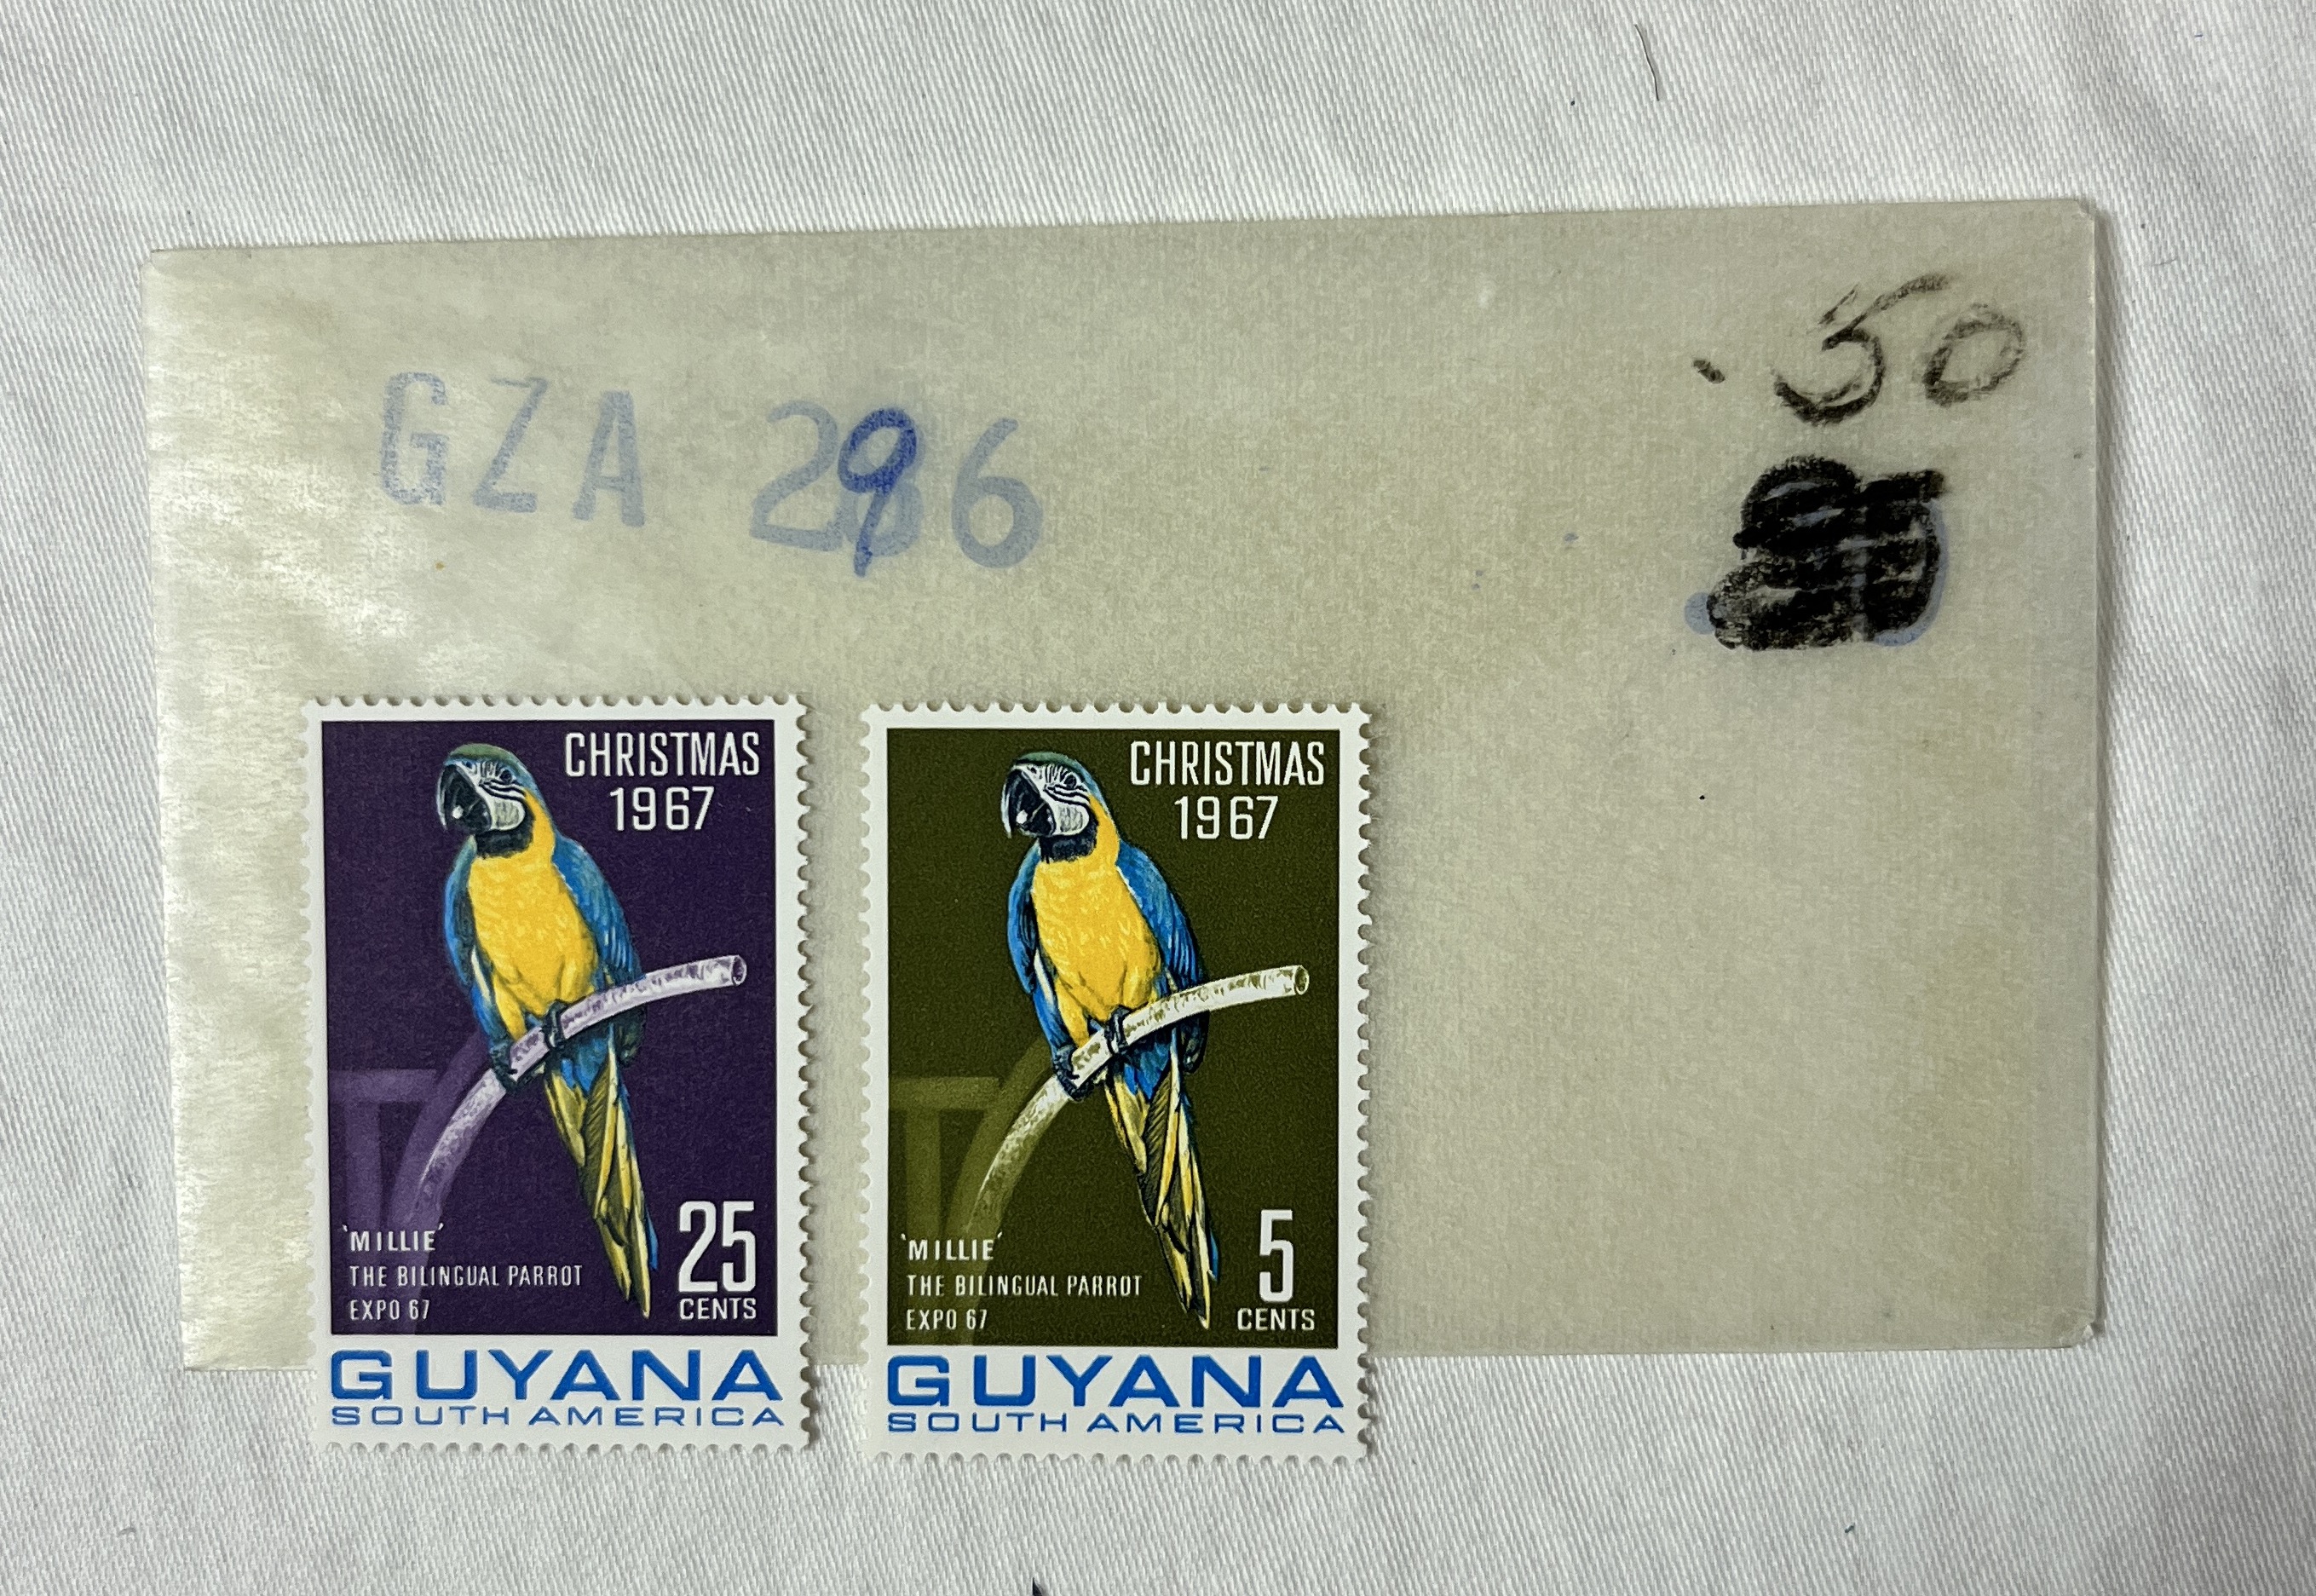 GZA 296
.50
CHRISTMAS
1967
'MILLIE'
THE BILINGUAL PARROT
EXPO 67
25
CENTS
GUYANA
SOUTH AMERICA
CHRISTMAS
1967
'MILLIE'
THE BILINGUAL PARROT
EXPO 67
5
CENTS
GUYANA
SOUTH AMERICA